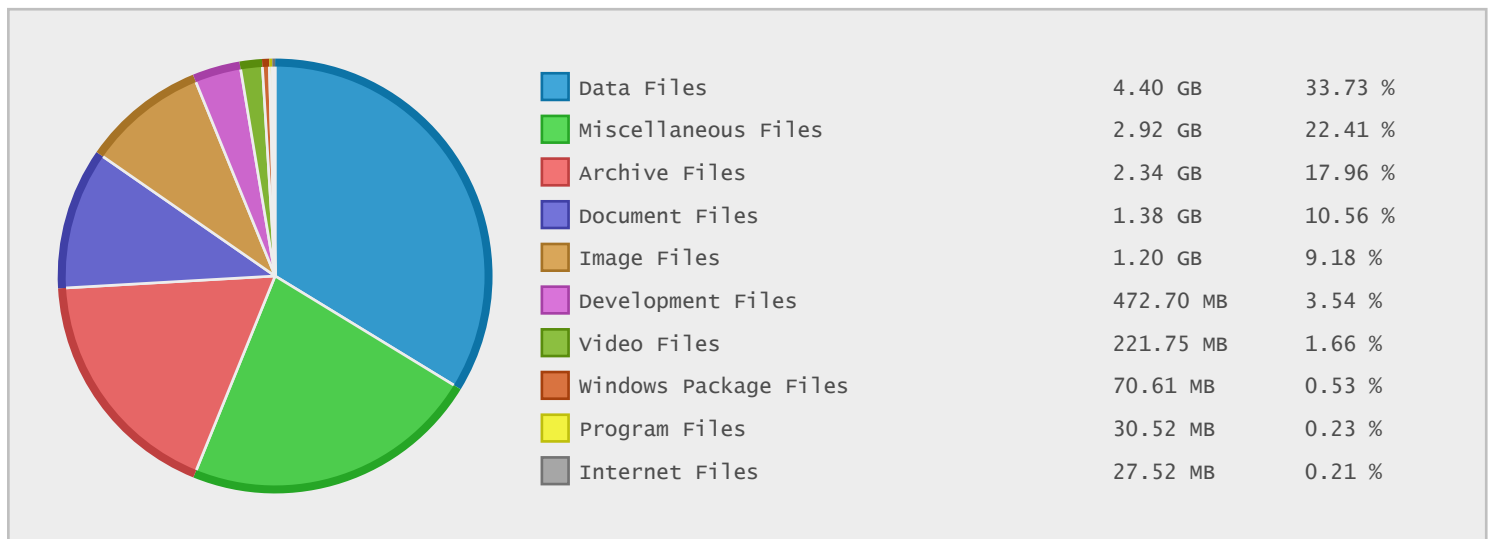 Data Files 4.40 GB 33.73 %
Miscellaneous Files 2.92 GB 22.41 %
Archive Files 2.34 GB 17.96 %
Document Files 1.38 GB 10.56 %
Image Files 1.20 GB 9.18 %
Development Files 472.70 MB 3.54 %
Video Files 221.75 MB 1.66 %
Windows Package Files 70.61 MB 0.53 %
Program Files 30.52 MB 0.23 %
Internet Files 27.52 MB 0.21 %